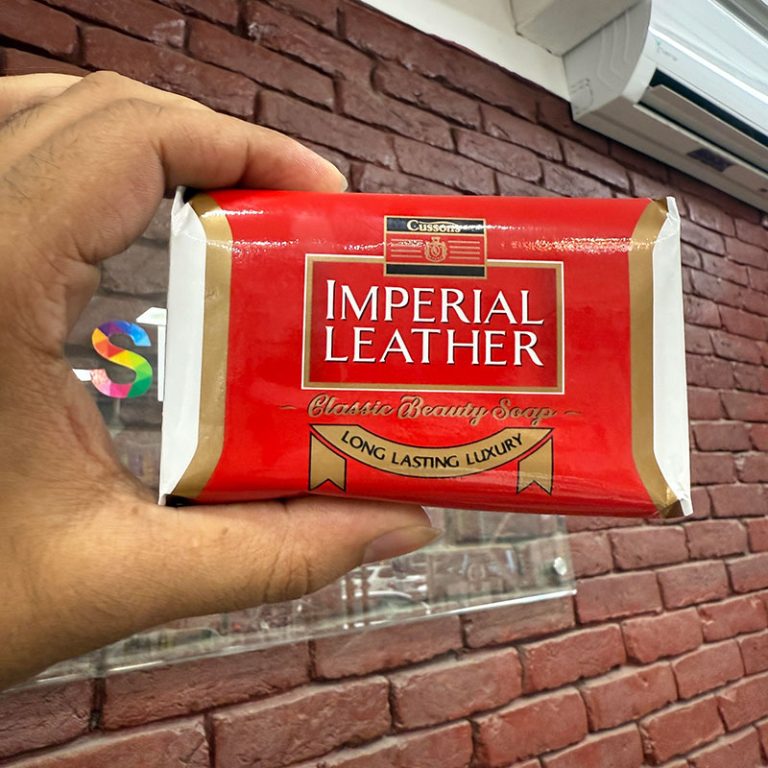 Cussons
IMPERIAL
LEATHER
Classic Beauty Soap
LONG LASTING LUXURY
S